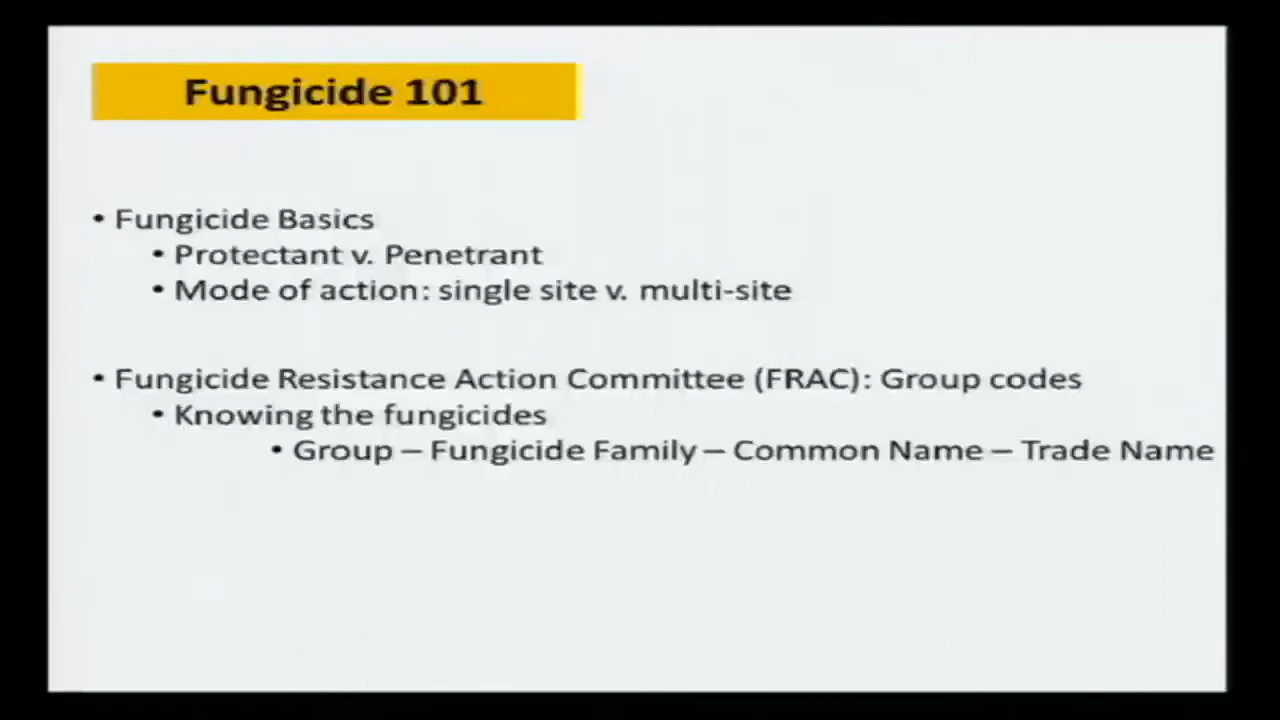 Fungicide 101
• Fungicide Basics
• Protectant v. Penetrant
• Mode of action: single site v. multi-site
• Fungicide Resistance Action Committee (FRAC): Group codes
• Knowing the fungicides
• Group – Fungicide Family – Common Name – Trade Name